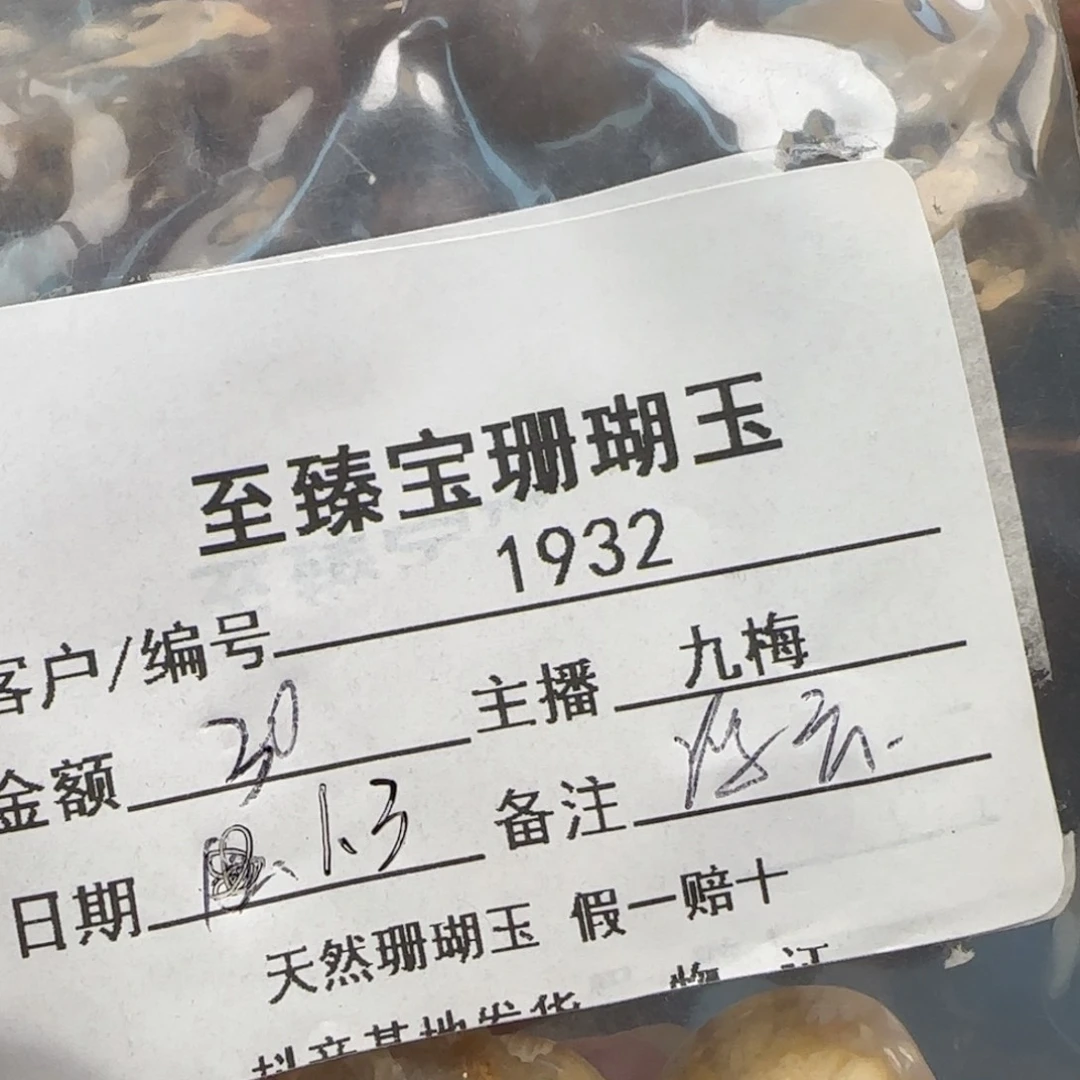 至臻宝珊瑚玉
客户/编号 1932
金额 30 主播 九梅
日期 1.3 备注
天然珊瑚玉 假一赔十